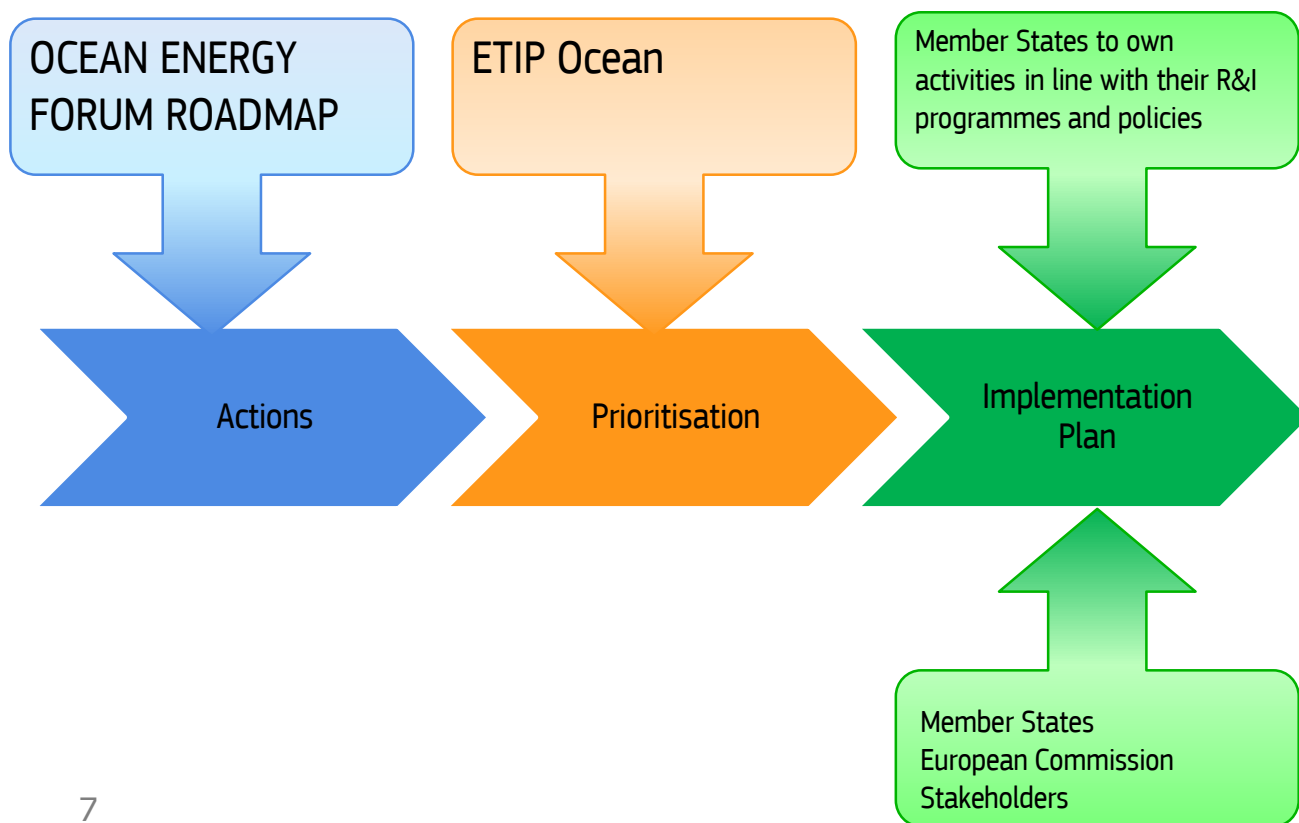 OCEAN ENERGY
FORUM ROADMAP
ETIP Ocean
Member States to own
activities in line with their R&I
programmes and policies
Actions
Prioritisation
Implementation
Plan
Member States
European Commission
Stakeholders
7